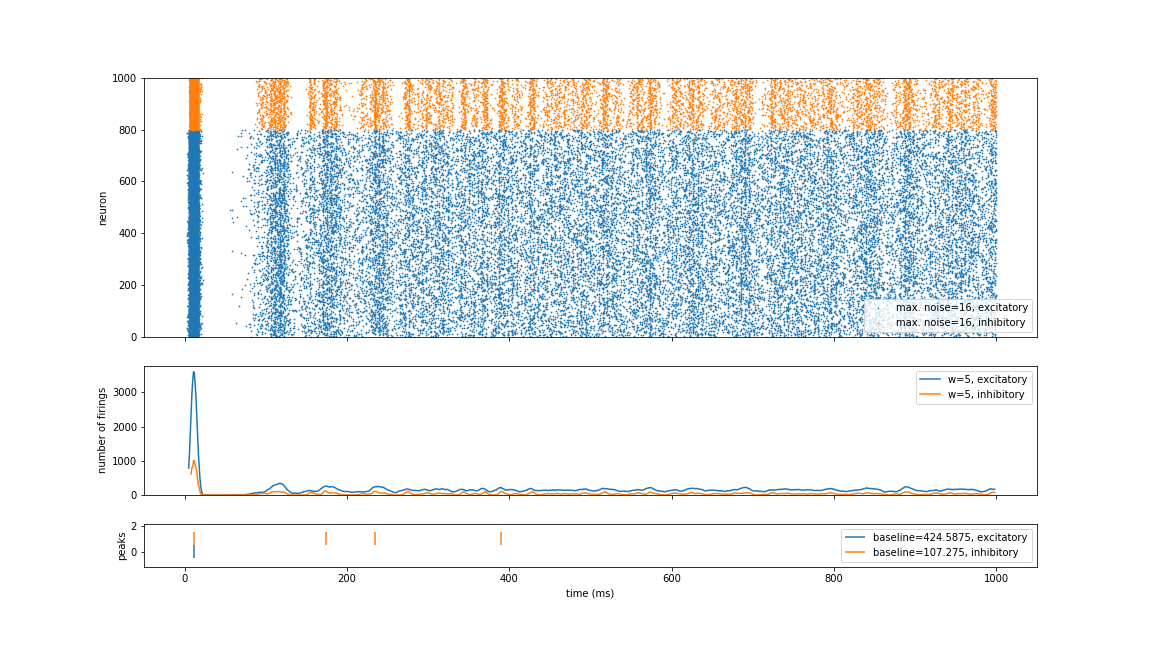 1000
800
600
400
200
0
neuron
max. noise=16, excitatory
max. noise=16, inhibitory
3000
2000
1000
0
number of firings
w=5, excitatory
w=5, inhibitory
2
0
peaks
baseline=424.5875, excitatory
baseline=107.275, inhibitory
0 200 400 600 800 1000
time (ms)